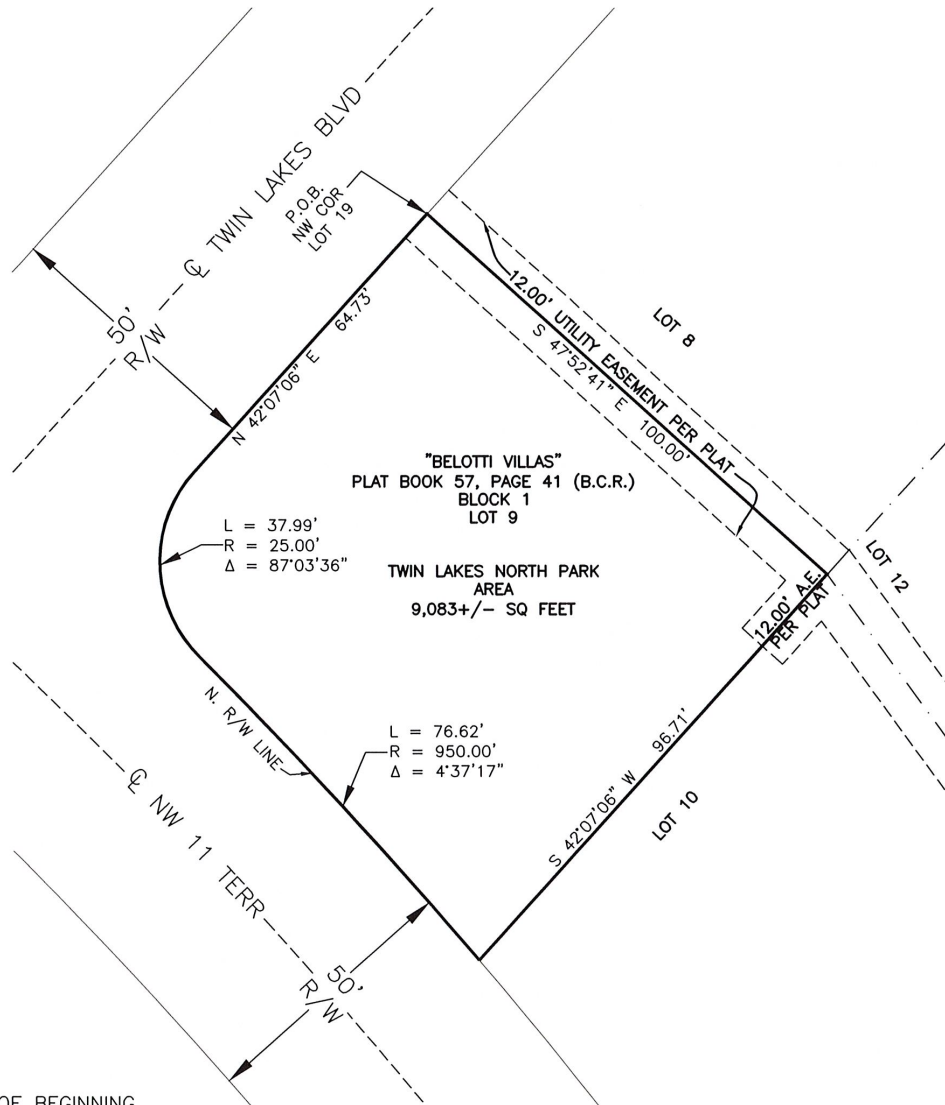 ℄ TWIN LAKES BLVD
P.O.B.
NW COR
LOT 19
50'
R/W
N 42°07'06" E 64.73'
12.00' UTILITY EASEMENT PER PLAT
S 47°52'41" E 100.00'
LOT 8
"BELOTTI VILLAS"
PLAT BOOK 57, PAGE 41 (B.C.R.)
BLOCK 1
LOT 9
L = 37.99'
R = 25.00'
Δ = 87°03'36"
TWIN LAKES NORTH PARK
AREA
9,083+/- SQ FEET
LOT 12
12.00' A.E.
PER PLAT
N. R/W LINE
L = 76.62'
R = 950.00'
Δ = 4°37'17"
S 42°07'06" W 96.71'
LOT 10
℄ NW 11 TERR
50'
R/W
OF BEGINNING